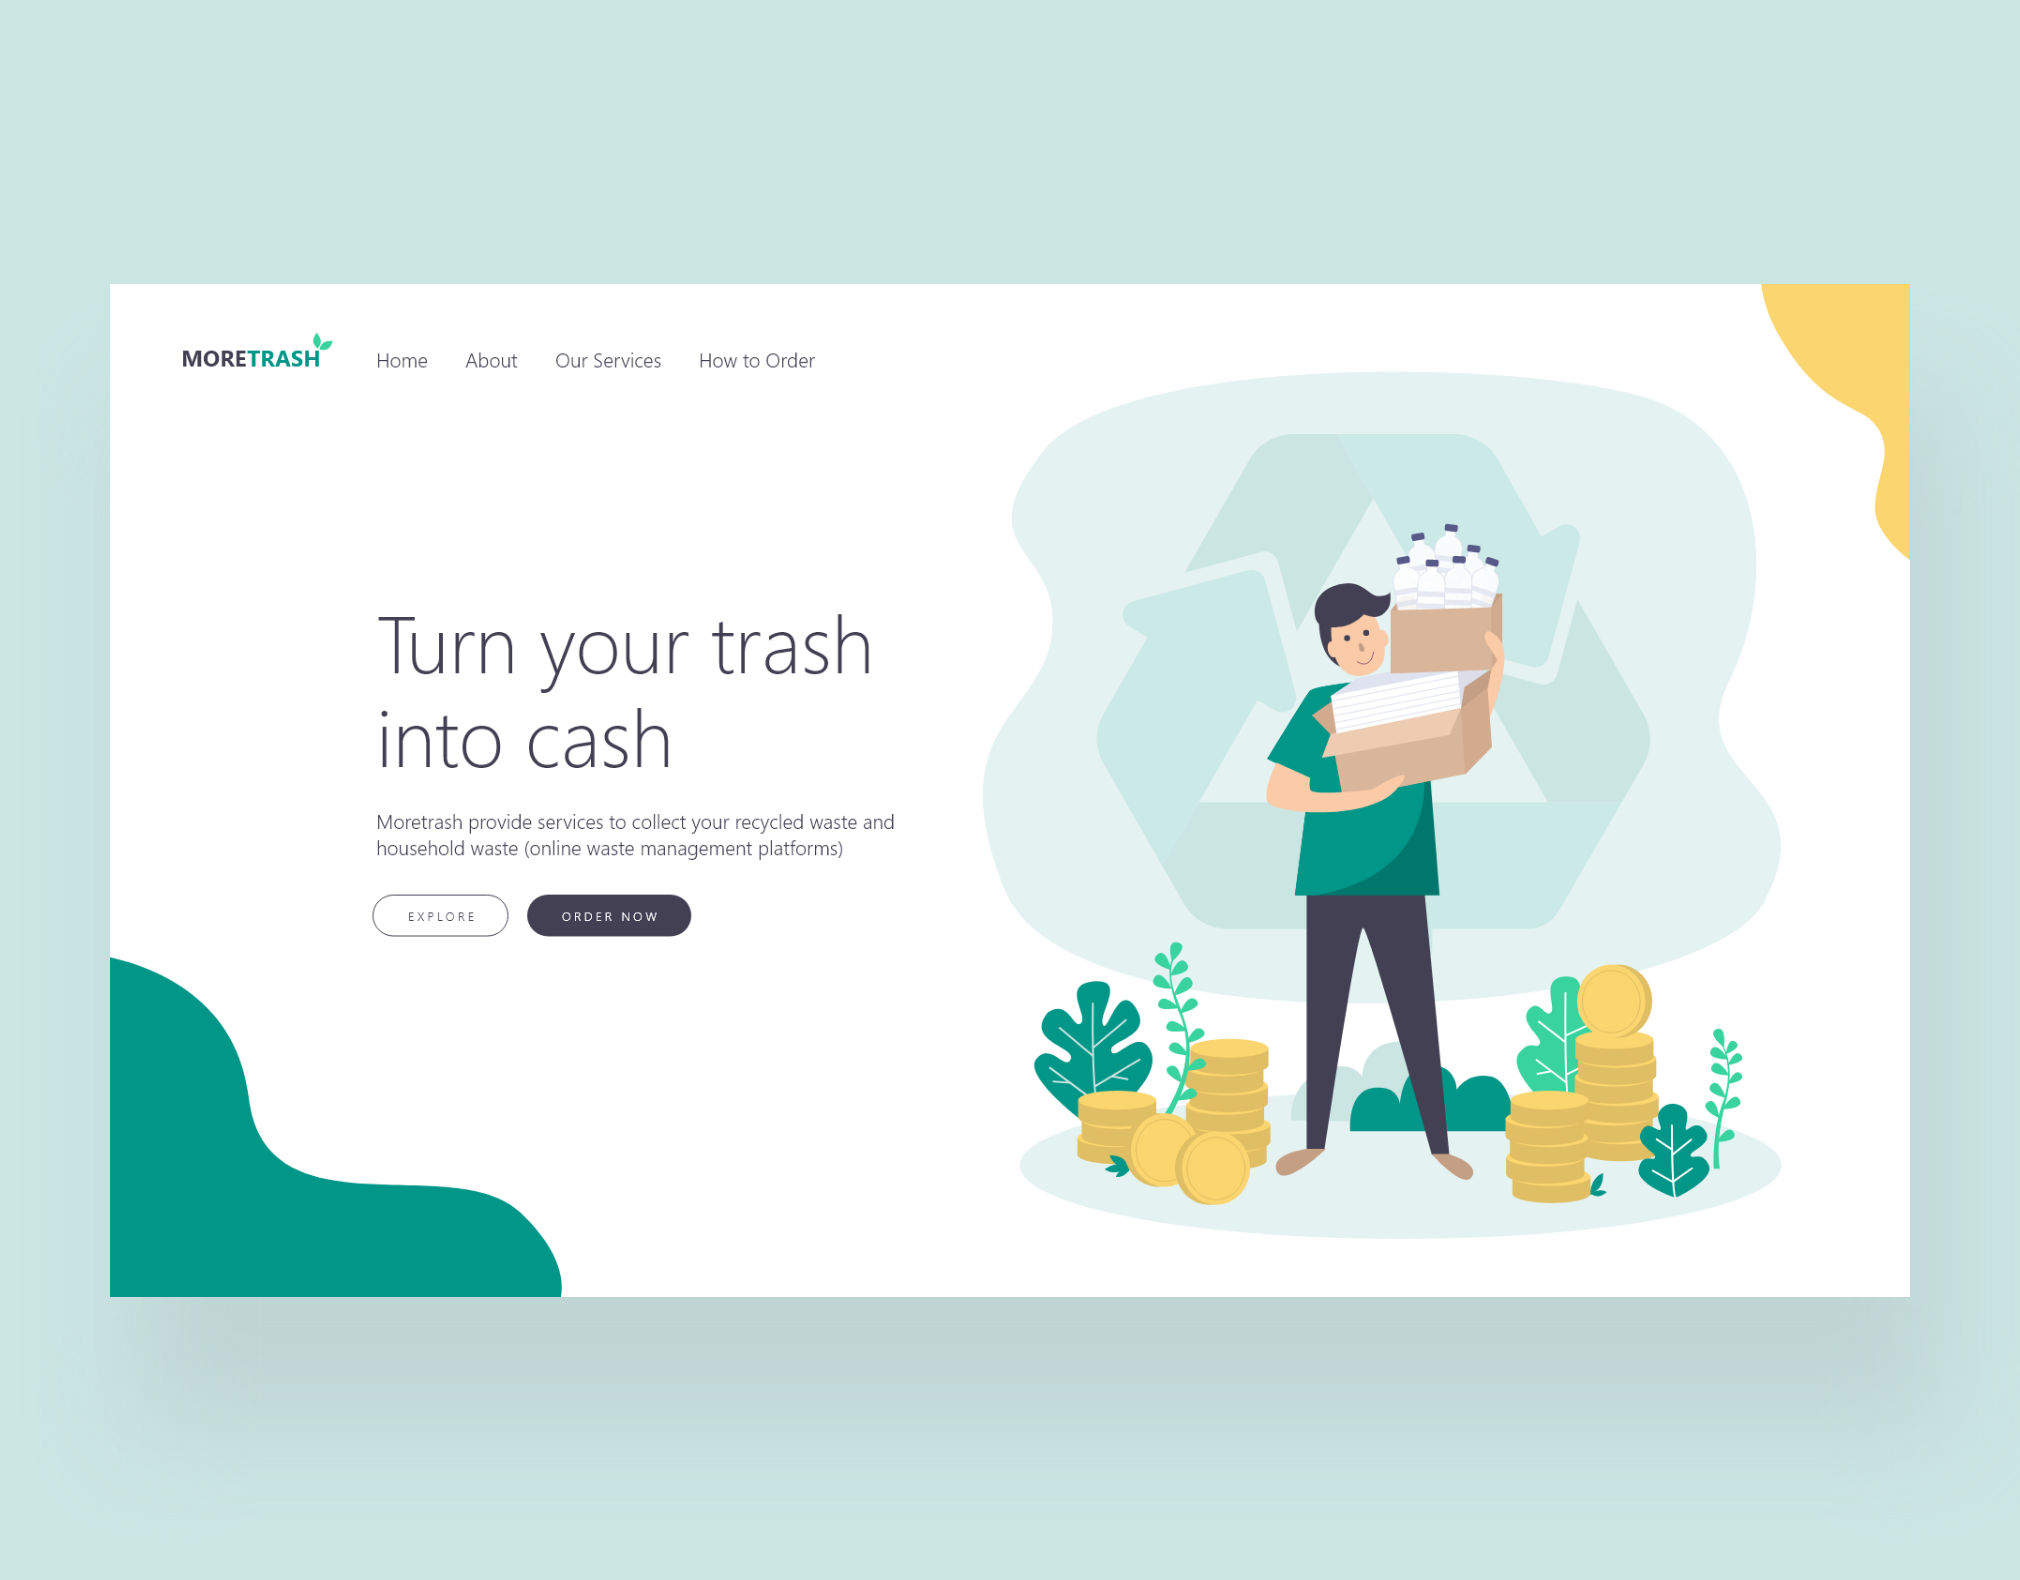 MORETRASH
Home About Our Services How to Order
Turn your trash
into cash
Moretrash provide services to collect your recycled waste and
household waste (online waste management platforms)
EXPLORE ORDER NOW